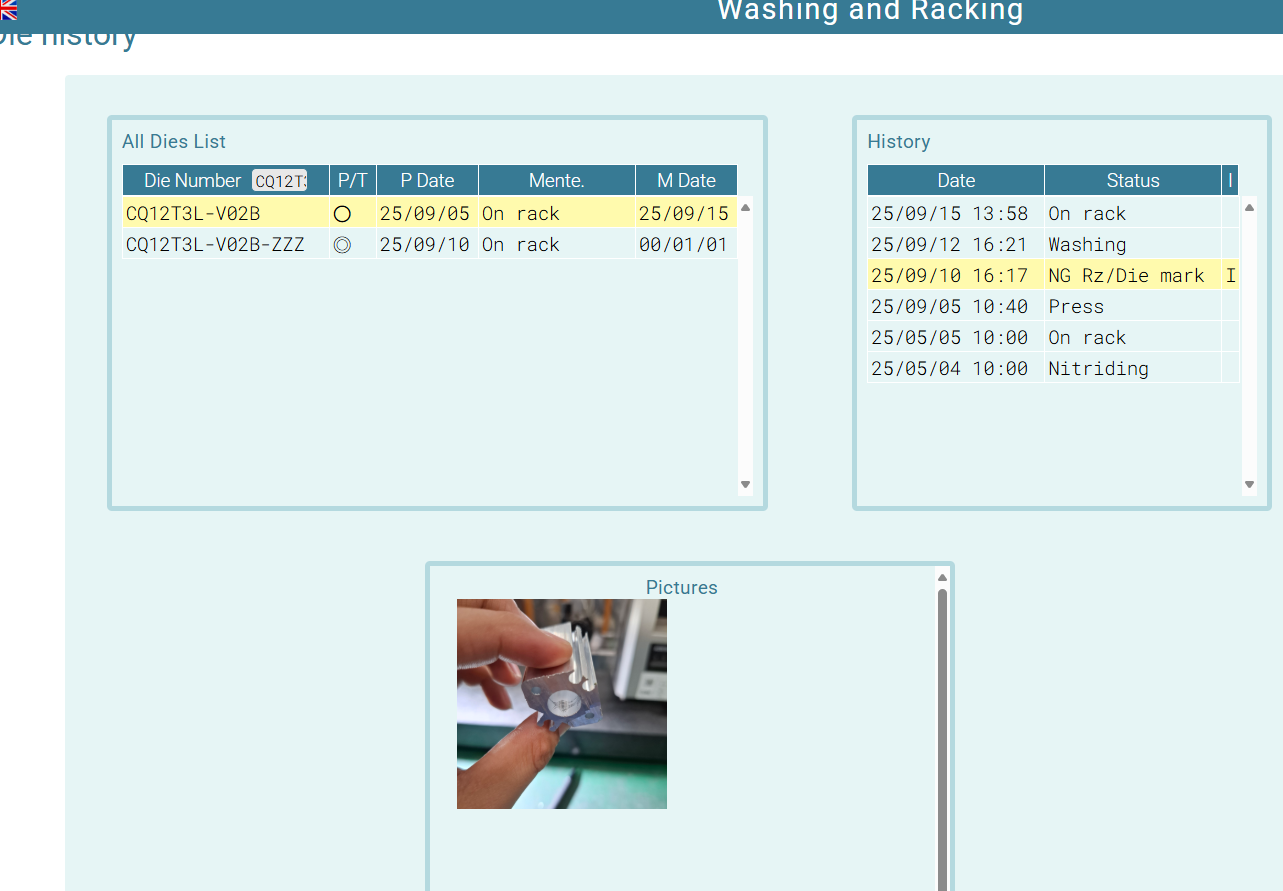 Washing and Racking
Die history
All Dies List
Die Number CQ12T P/T P Date Mente. M Date
CQ12T3L-V02B ○ 25/09/05 On rack 25/09/15
CQ12T3L-V02B-ZZZ ◎ 25/09/10 On rack 00/01/01
History
Date Status I
25/09/15 13:58 On rack
25/09/12 16:21 Washing
25/09/10 16:17 NG Rz/Die mark I
25/09/05 10:40 Press
25/05/05 10:00 On rack
25/05/04 10:00 Nitriding
Pictures